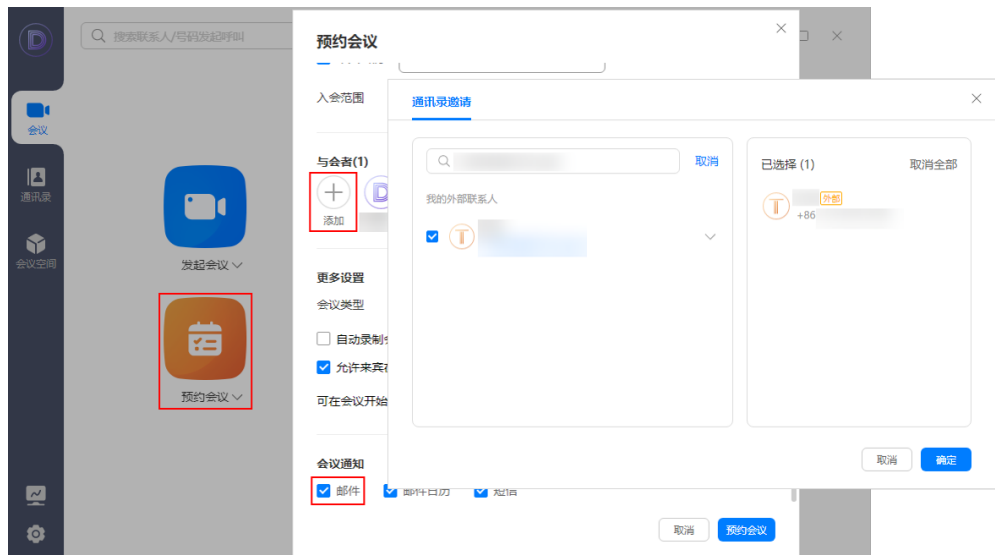 D
搜索联系人/号码发起呼叫
会议
通讯录
会议空间
发起会议
预约会议
预约会议
入会范围
与会者(1)
添加
更多设置
会议类型
自动录制
允许来宾
可在会议开始
会议通知
邮件
邮件日历
短信
取消
预约会议
通讯录邀请
取消
我的外部联系人
T
已选择 (1)
取消全部
T
外部
+86
取消
确定